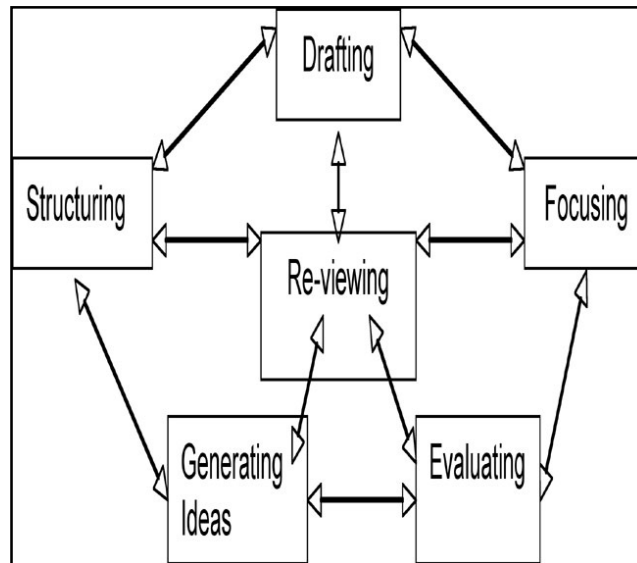 Drafting
Structuring
Focusing
Re-viewing
Generating
Ideas
Evaluating